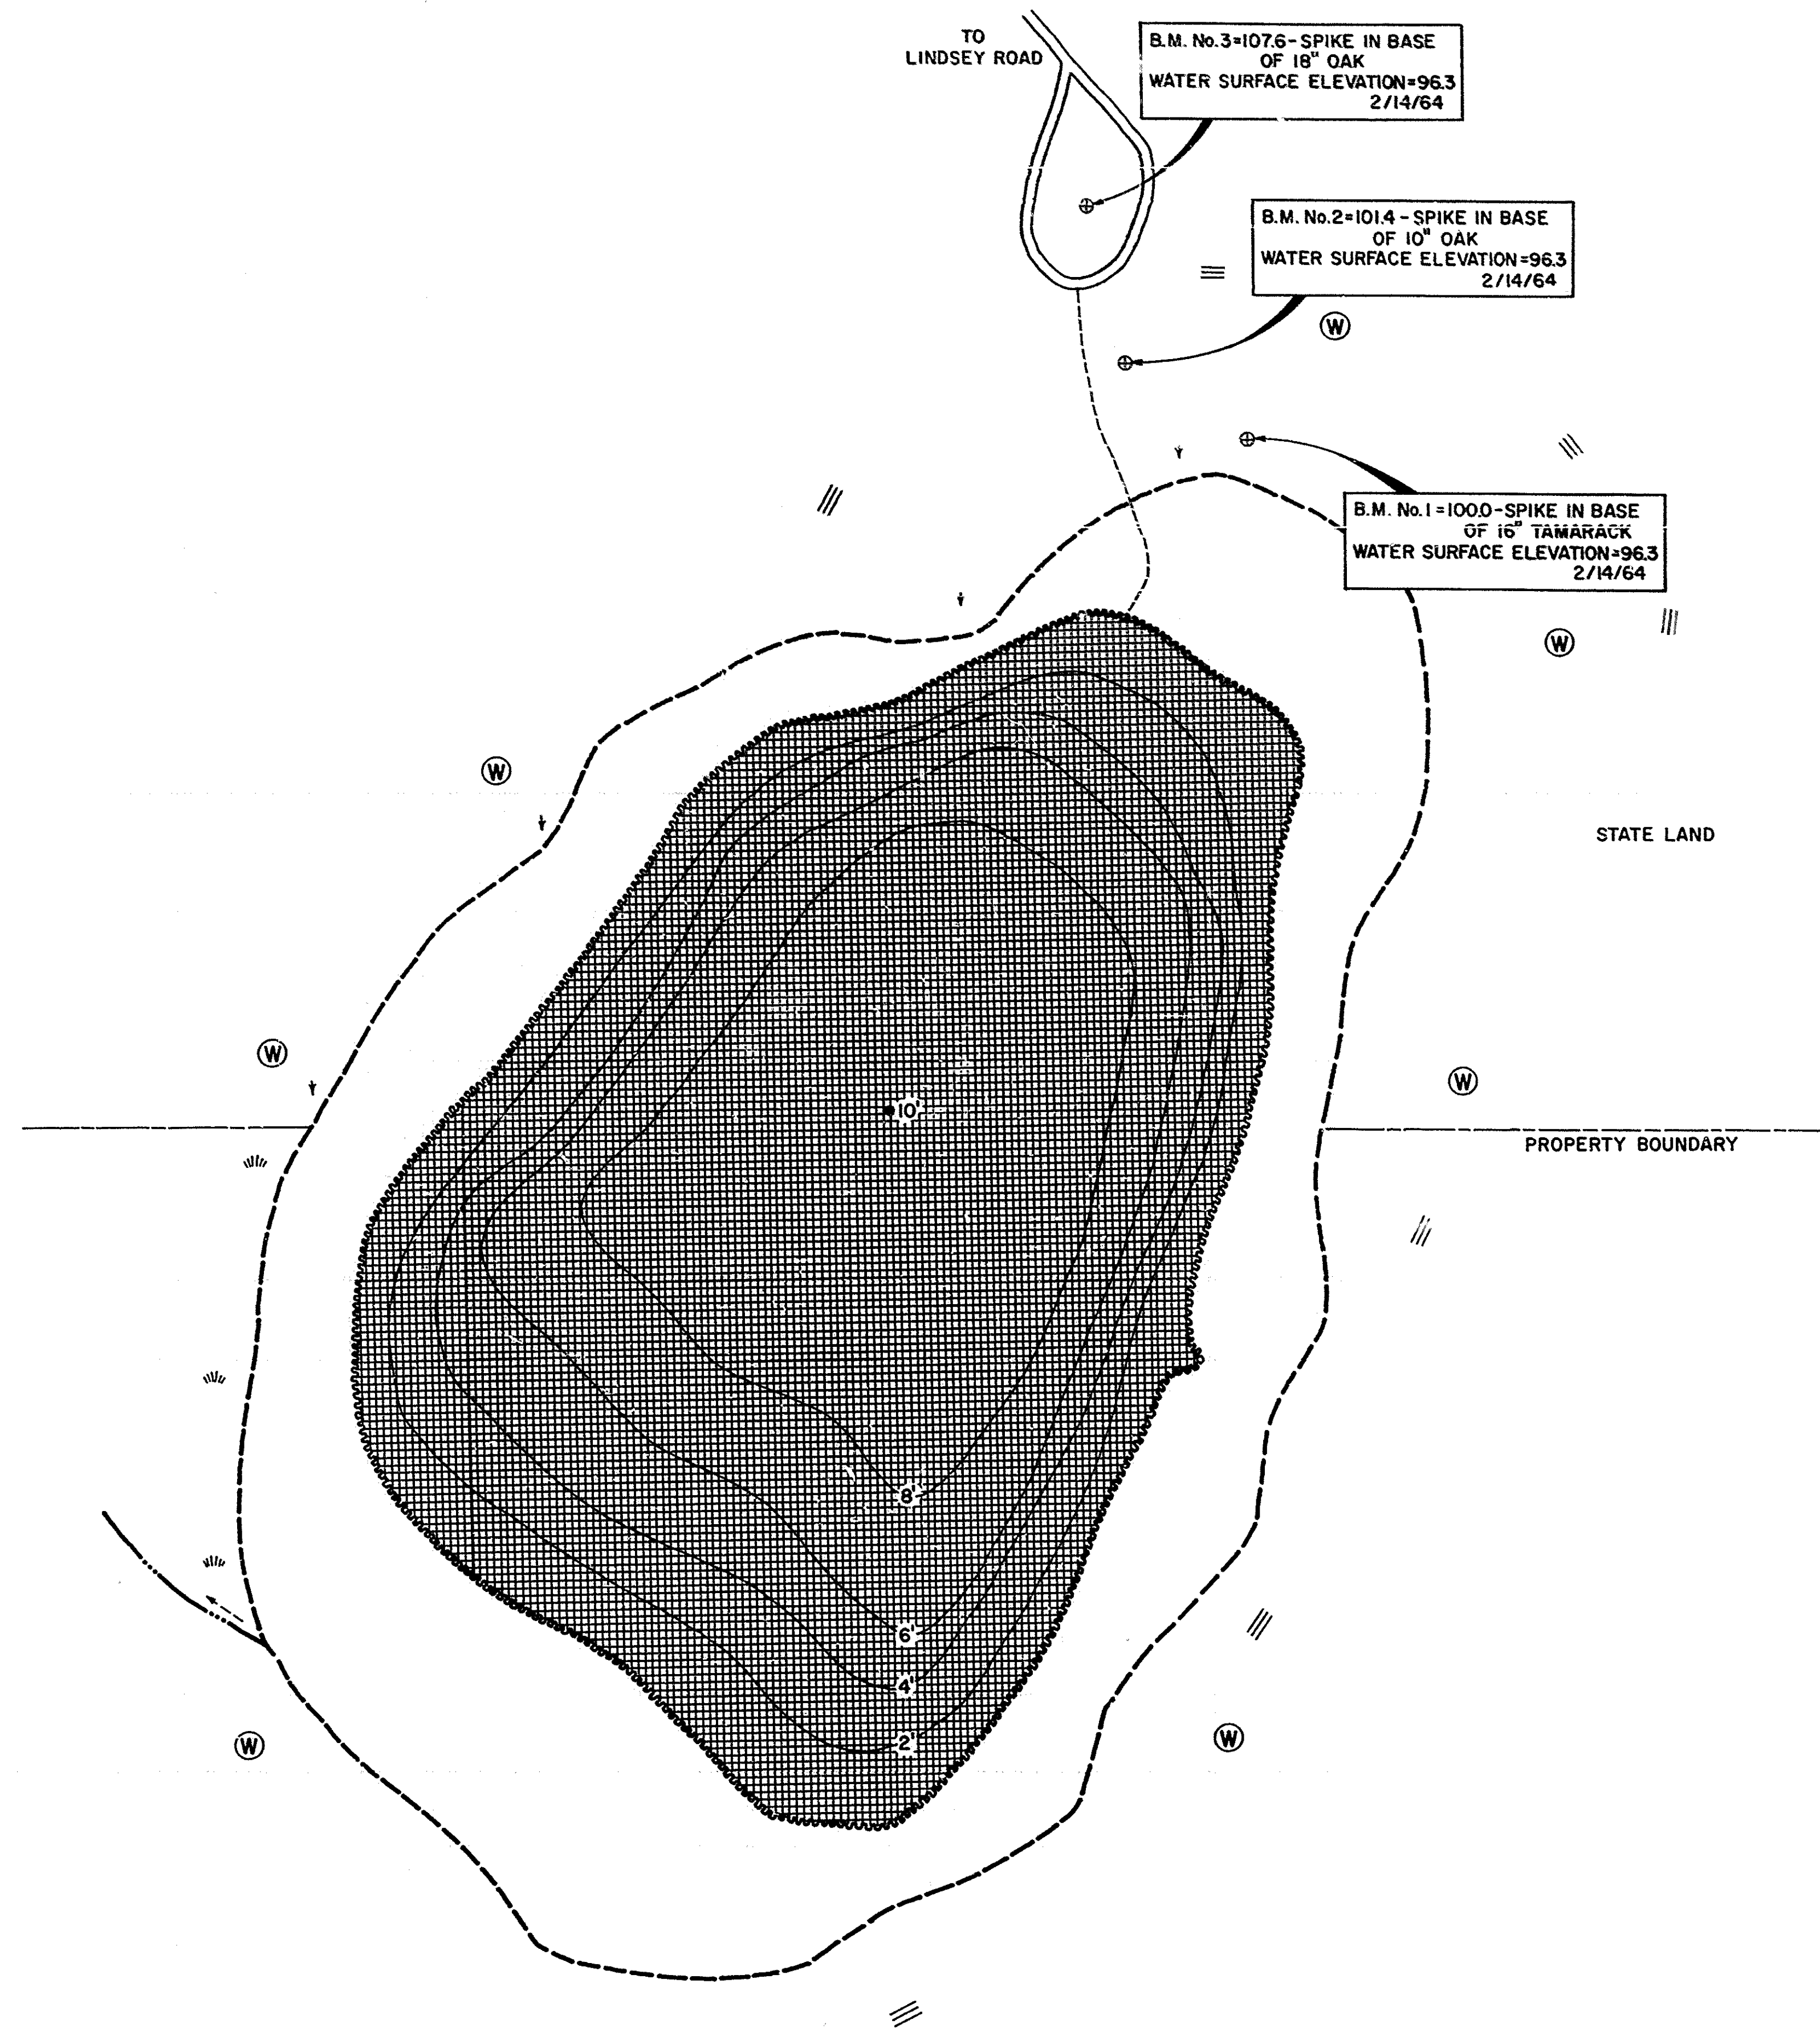 TO
LINDSEY ROAD
B.M. No.3=107.6-SPIKE IN BASE
OF 18" OAK
WATER SURFACE ELEVATION=96.3
2/14/64
B.M. No.2=101.4-SPIKE IN BASE
OF 10" OAK
WATER SURFACE ELEVATION=96.3
2/14/64
W
B.M. No.1=100.0-SPIKE IN BASE
OF 16" TAMARACK
WATER SURFACE ELEVATION=96.3
2/14/64
W
W
STATE LAND
W
W
10'
PROPERTY BOUNDARY
8'
6'
4'
2'
W
W